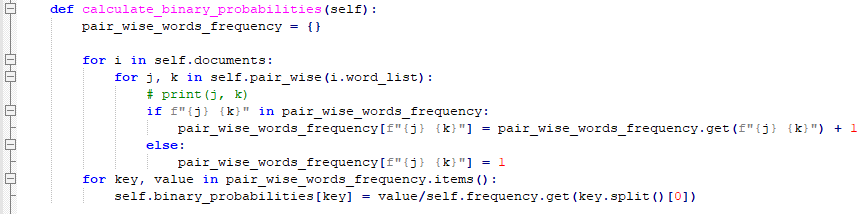 def calculate_binary_probabilities(self):
    pair_wise_words_frequency = {}

    for i in self.documents:
        for j, k in self.pair_wise(i.word_list):
            # print(j, k)
            if f"{j} {k}" in pair_wise_words_frequency:
                pair_wise_words_frequency[f"{j} {k}"] = pair_wise_words_frequency.get(f"{j} {k}") + 1
            else:
                pair_wise_words_frequency[f"{j} {k}"] = 1
    for key, value in pair_wise_words_frequency.items():
        self.binary_probabilities[key] = value/self.frequency.get(key.split()[0])